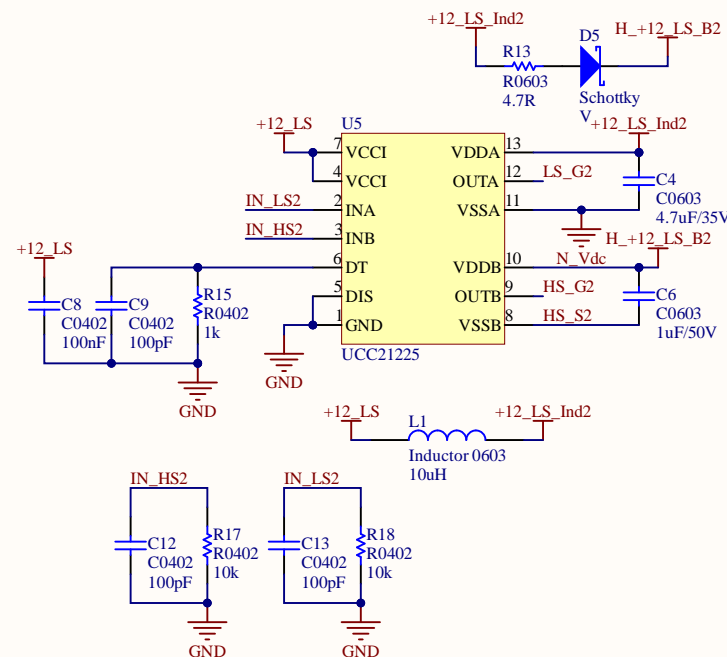 +12_LS_Ind2
D5
H_+12_LS_B2
R13
R0603
4.7R
Schottky
V
U5
+12_LS
+12_LS_Ind2
7
VCCI
VDDA
13
4
VCCI
OUTA
12
LS_G2
C4
C0603
4.7uF/35V
IN_LS2
2
INA
VSSA
11
IN_HS2
3
INB
H_+12_LS_B2
+12_LS
6
DT
VDDB
10
N_Vdc
5
DIS
OUTB
9
HS_G2
C6
C0603
1uF/50V
1
GND
VSSB
8
HS_S2
C8
C0402
100nF
C9
C0402
100pF
R15
R0402
1k
UCC21225
GND
GND
+12_LS
L1
+12_LS_Ind2
Inductor 0603
10uH
IN_HS2
IN_LS2
C12
C0402
100pF
R17
R0402
10k
C13
C0402
100pF
R18
R0402
10k
GND
GND